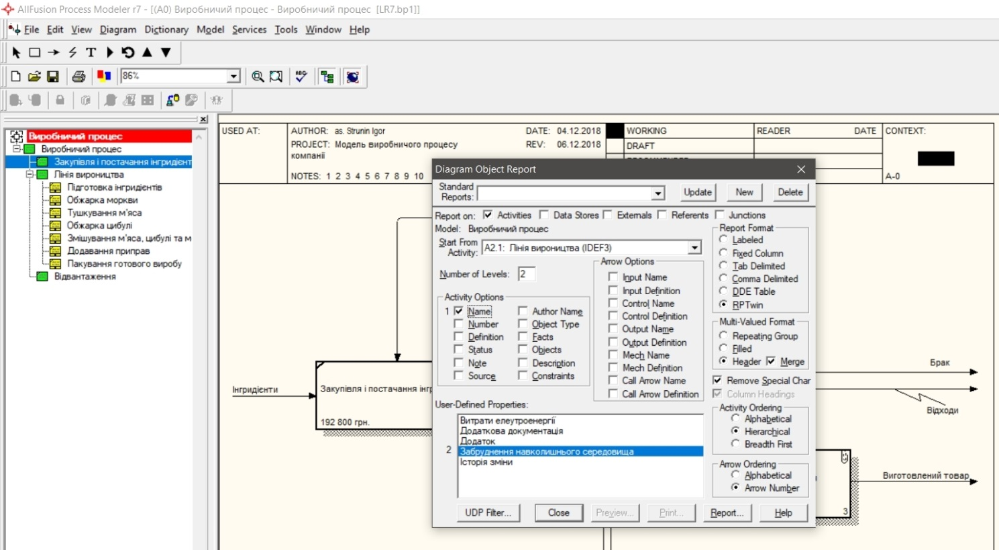 AllFusion Process Modeler r7 - [(A0) Виробничий процес - Виробничий процес [LR7.bp1]]
File Edit View Diagram Dictionary Model Services Tools Window Help
86%
Виробничий процес
Виробничий процес
Закупівля і постачання інгридієнт
Лінія вироництва
Підготовка інгридієнтів
Обжарка моркви
Тушкування м'яса
Обжарка цибулі
Змішування м'яса, цибулі та м
Додавання приправ
Пакування готового виробу
Відвантаження
USED AT:
AUTHOR: as. Strunin Igor
DATE: 04.12.2018
PROJECT: Модель виробничого процесу
компанії
REV: 06.12.2018
NOTES: 1 2 3 4 5 6 7 8 9 10
WORKING
DRAFT
READER DATE
CONTEXT:
A-0
Інгридієнти
Закупівля і постачання інгр
192 800 грн.
Diagram Object Report
Standard
Reports:
Update New Delete
Report on: Activities Data Stores Externals Referents Junctions
Model: Виробничий процес
Start From
Activity:
A2.1: Лінія вироництва (IDEF3)
Number of Levels: 2
Activity Options
1 Name
Number
Definition
Status
Note
Source
Author Name
Object Type
Facts
Objects
Description
Constraints
Arrow Options
Input Name
Input Definition
Control Name
Control Definition
Output Name
Output Definition
Mech Name
Mech Definition
Call Arrow Name
Call Arrow Definition
Report Format
Labeled
Fixed Column
Tab Delimited
Comma Delimited
DDE Table
RPTwin
Multi-Valued Format
Repeating Group
Filled
Header Merge
Remove Special Char
Column Headings
Activity Ordering
Alphabetical
Hierarchical
Breadth First
Arrow Ordering
Alphabetical
Arrow Number
User-Defined Properties:
Витрати елеутроенергії
Додаткова документація
Додаток
2 Забруднення навколишнього середовища
Історія зміни
UDP Filter... Close Preview... Print... Report... Help
Брак
Відходи
Виготовлений товар
3